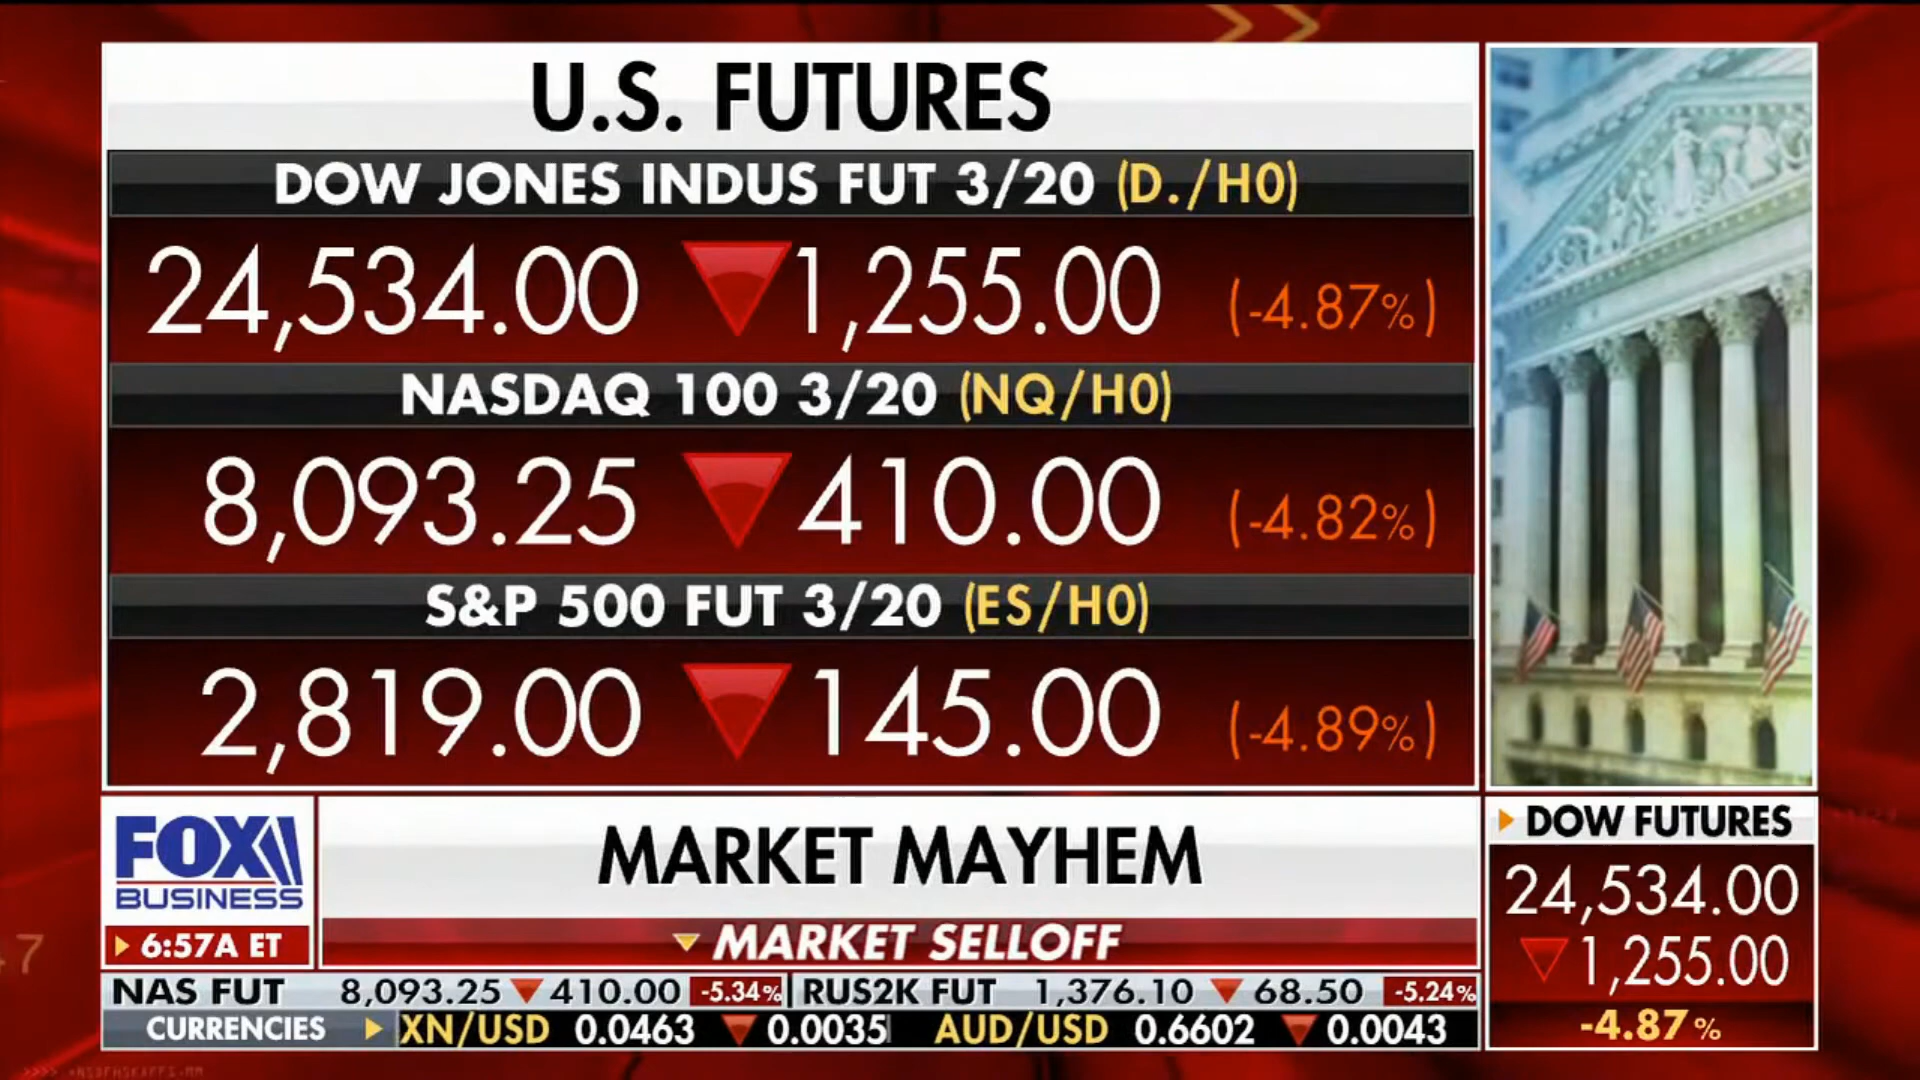 U.S. FUTURES
DOW JONES INDUS FUT 3/20 (D./H0)
24,534.00 1,255.00 (-4.87%)
NASDAQ 100 3/20 (NQ/H0)
8,093.25 410.00 (-4.82%)
S&P 500 FUT 3/20 (ES/H0)
2,819.00 145.00 (-4.89%)
FOX
BUSINESS
6:57A ET
MARKET MAYHEM
MARKET SELLOFF
DOW FUTURES
24,534.00
1,255.00
-4.87%
NAS FUT 8,093.25 410.00 -5.34% RUS2K FUT 1,376.10 68.50 -5.24%
CURRENCIES XN/USD 0.0463 0.0035 AUD/USD 0.6602 0.0043
47